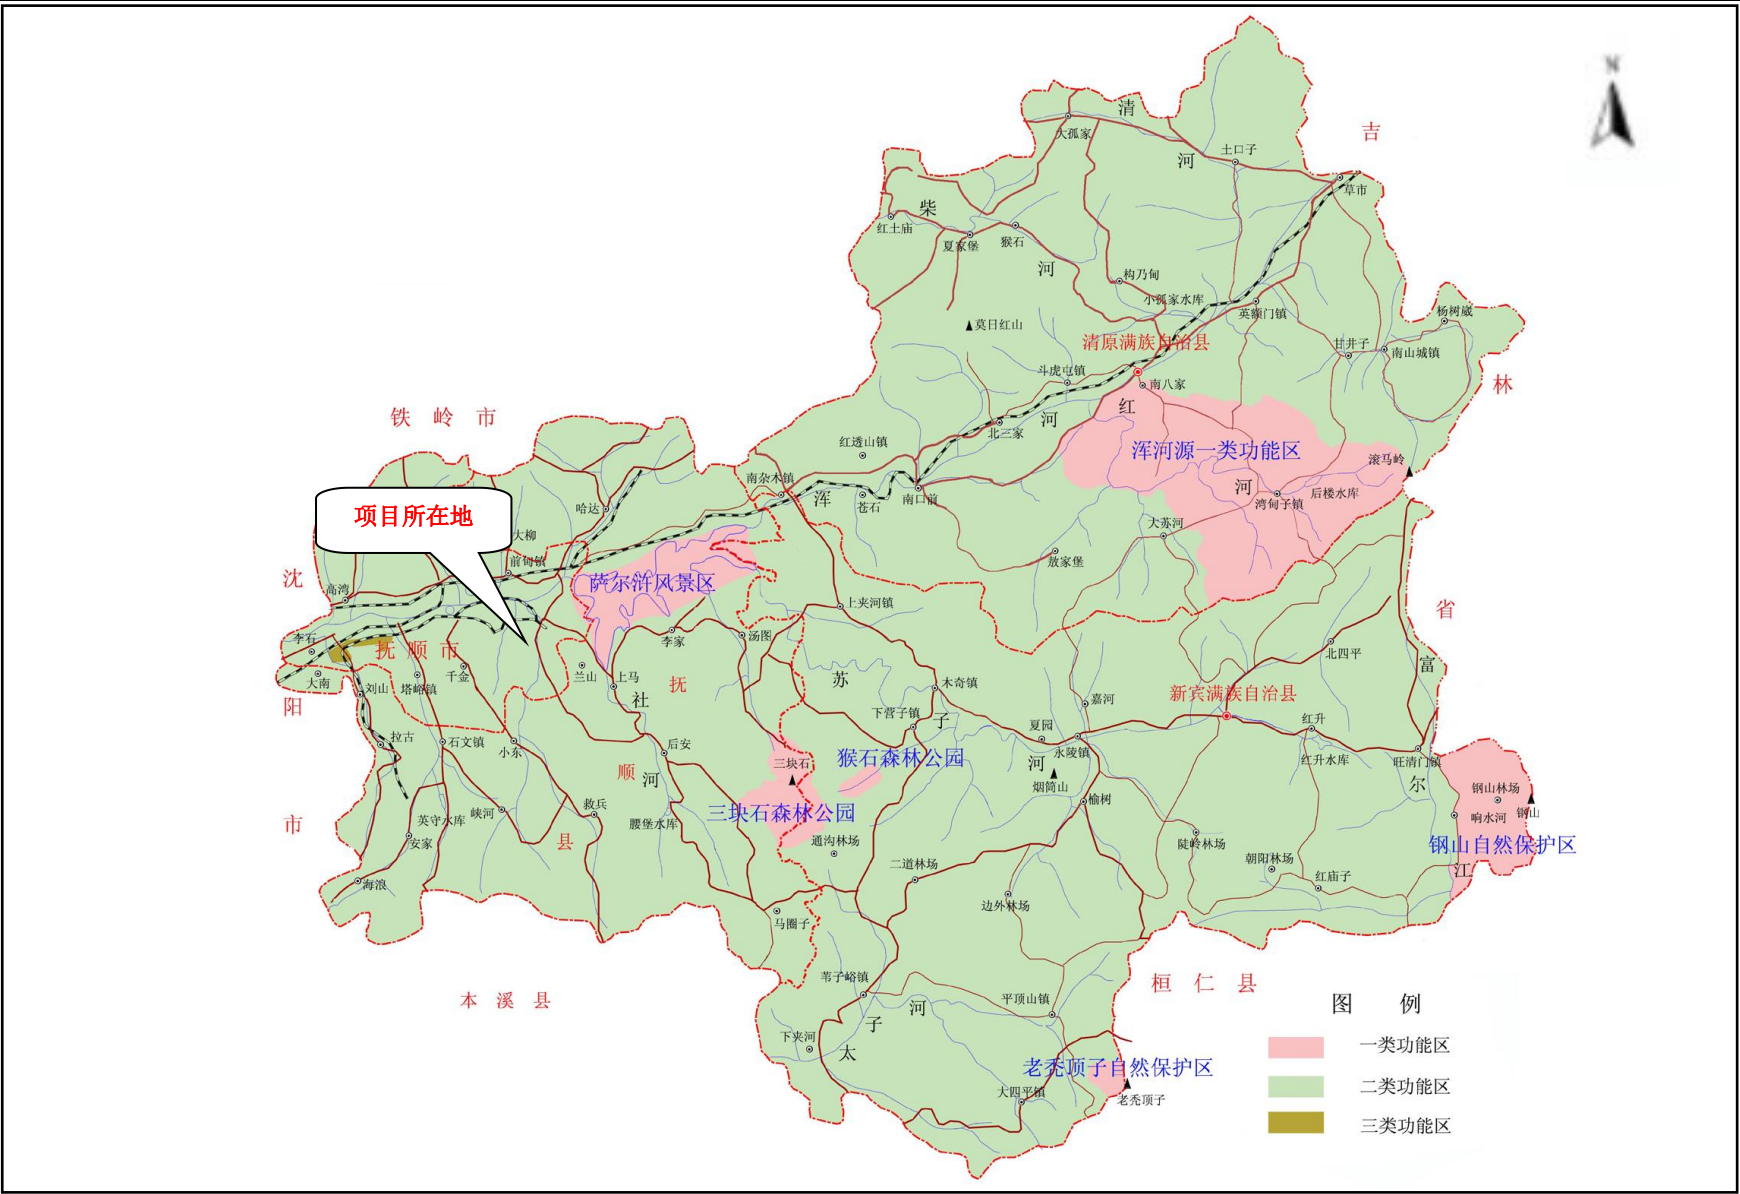 N
吉
清
大孤家
河
土口子
草市
柴
红土庙
夏家堡
猴石
河
构乃甸
小孤家水库
英额门镇
杨树崴
莫日红山
清原满族自治县
甘井子
南山城镇
斗虎屯镇
南八家
林
铁岭市
红
河
北三家
红透山镇
浑河源一类功能区
滚马岭
南杂木镇
浑
苍石
南口前
河
湾甸子镇
后楼水库
项目所在地
哈达
大柳
大苏河
前甸镇
敖家堡
沈
高湾
萨尔浒风景区
上夹河镇
省
李石
抚顺市
李家
汤图
北四平
富
大南
刘山
塔峪镇
千金
兰山
上马
抚
苏
木奇镇
新宾满族自治县
阳
社
嘉河
下营子镇
子
夏园
红升
拉古
石文镇
小东
后安
永陵镇
红升水库
旺清门镇
三块石
猴石森林公园
河
顺
河
烟筒山
尔
钢山林场
榆树
救兵
三块石森林公园
市
英守水库
峡河
腰堡水库
响水河
钢山
安家
县
通沟林场
陡岭林场
钢山自然保护区
海浪
二道林场
朝阳林场
红庙子
江
边外林场
马圈子
苇子峪镇
桓仁县
本溪县
平顶山镇
河
子
太
下夹河
老秃顶子自然保护区
大四平镇
老秃顶子
图例
一类功能区
二类功能区
三类功能区